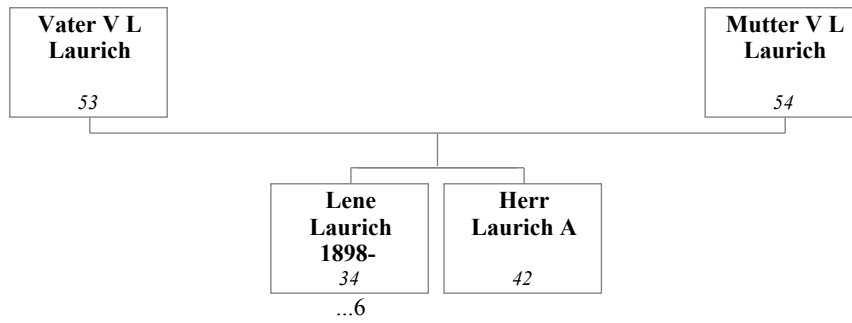 Vater V L
Laurich
53
Mutter V L
Laurich
54
Lene
Laurich
1898-
34
...6
Herr
Laurich A
42